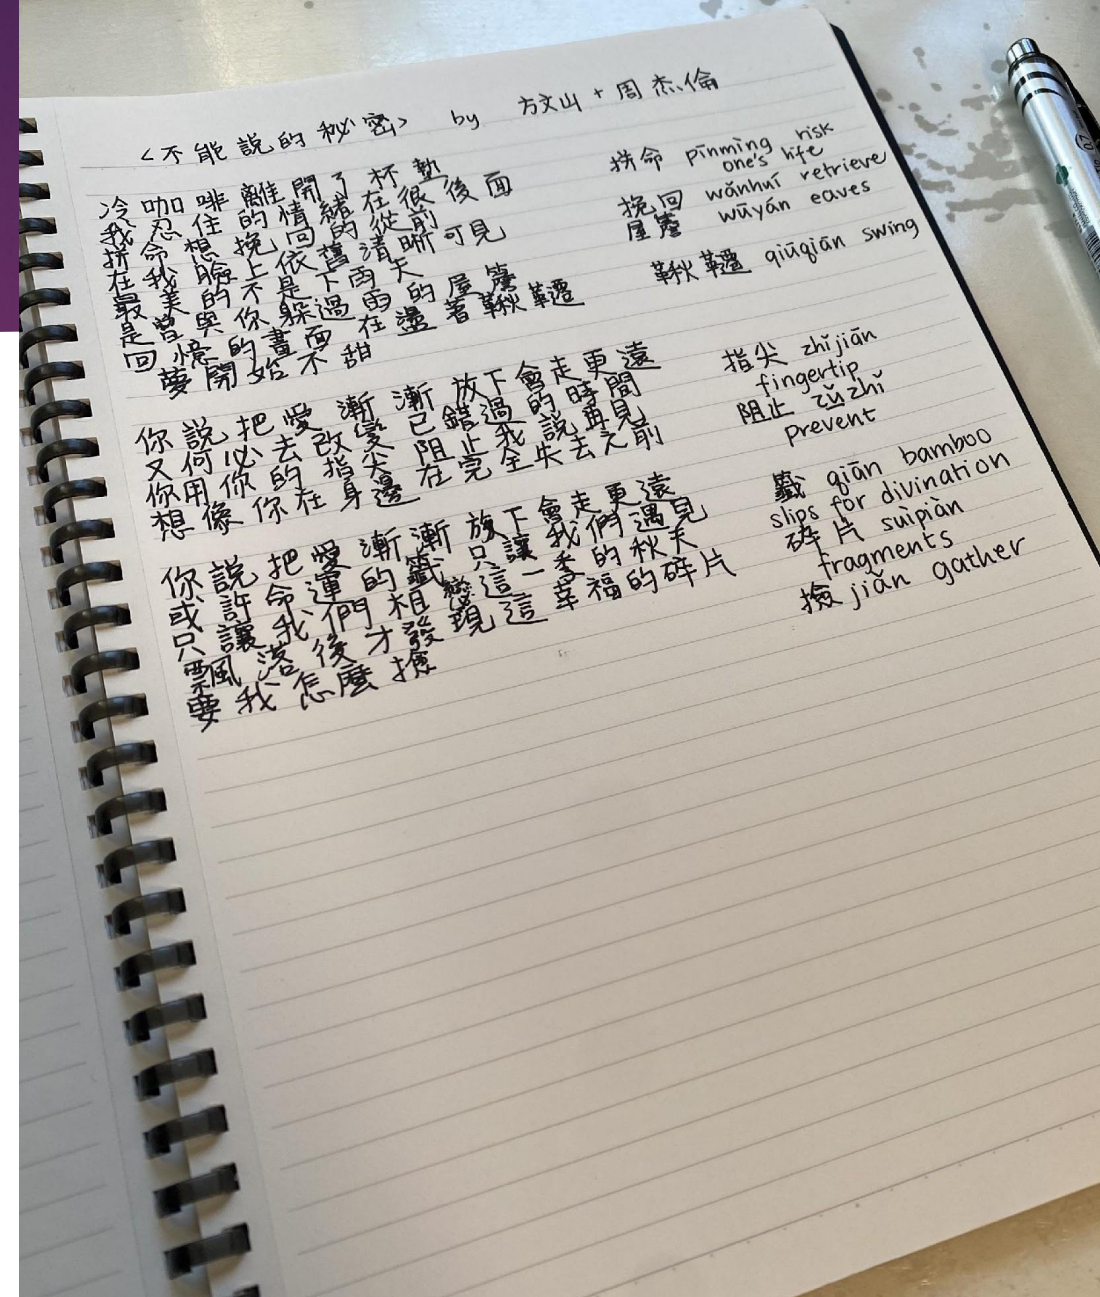 <不能說的秘密> by 方文山 + 周杰倫
冷咖啡離開了杯墊
我忍住的情緒在很後面
拼命想挽回的從前
在我臉上依舊清晰可見
最美的不是下雨天
是曾與你躲過雨的屋簷
回憶的畫面 在盪著鞦韆
夢開始不甜
你說把愛漸漸 放下會走更遠
又何必去改變 已錯過的時間
你用你的指尖 阻止我說再見
想像你在身邊 在完全失去之前
你說把愛漸漸 放下會走更遠
或許命運的籤 只讓我們遇見
只讓我們相戀 這一季的秋天
飄落後才發現 這幸福的碎片
要我怎麼撿
拼命 pīnmìng risk
one's life
挽回 wǎnhuí retrieve
屋簷 wūyán eaves
鞦韆 qiūqiān swing
指尖 zhǐjiān
fingertip
阻止 zǔzhǐ
prevent
籤 qiān bamboo
slips for divination
碎片 suìpiàn
fragments
撿 jiǎn gather